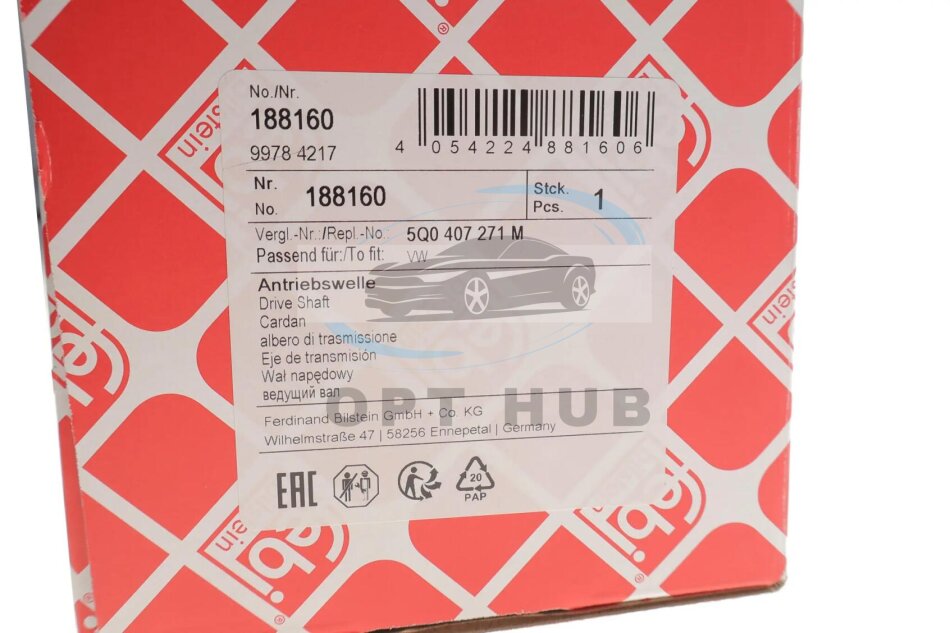 No./Nr.
188160
9978 4217
4 054224 881606
Nr.
No. 188160
Stck.
Pcs. 1
Vergl.-Nr.:/Repl.-No.: 5Q0 407 271 M
Passend für:/To fit: VW
Antriebswelle
Drive Shaft
Cardan
albero di trasmissione
Eje de transmisión
Wał napędowy
ведущий вал
OPT HUB
Ferdinand Bilstein GmbH + Co. KG
Wilhelmstraße 47 | 58256 Ennepetal | Germany
EAC
20
PAP
febi
bilstein